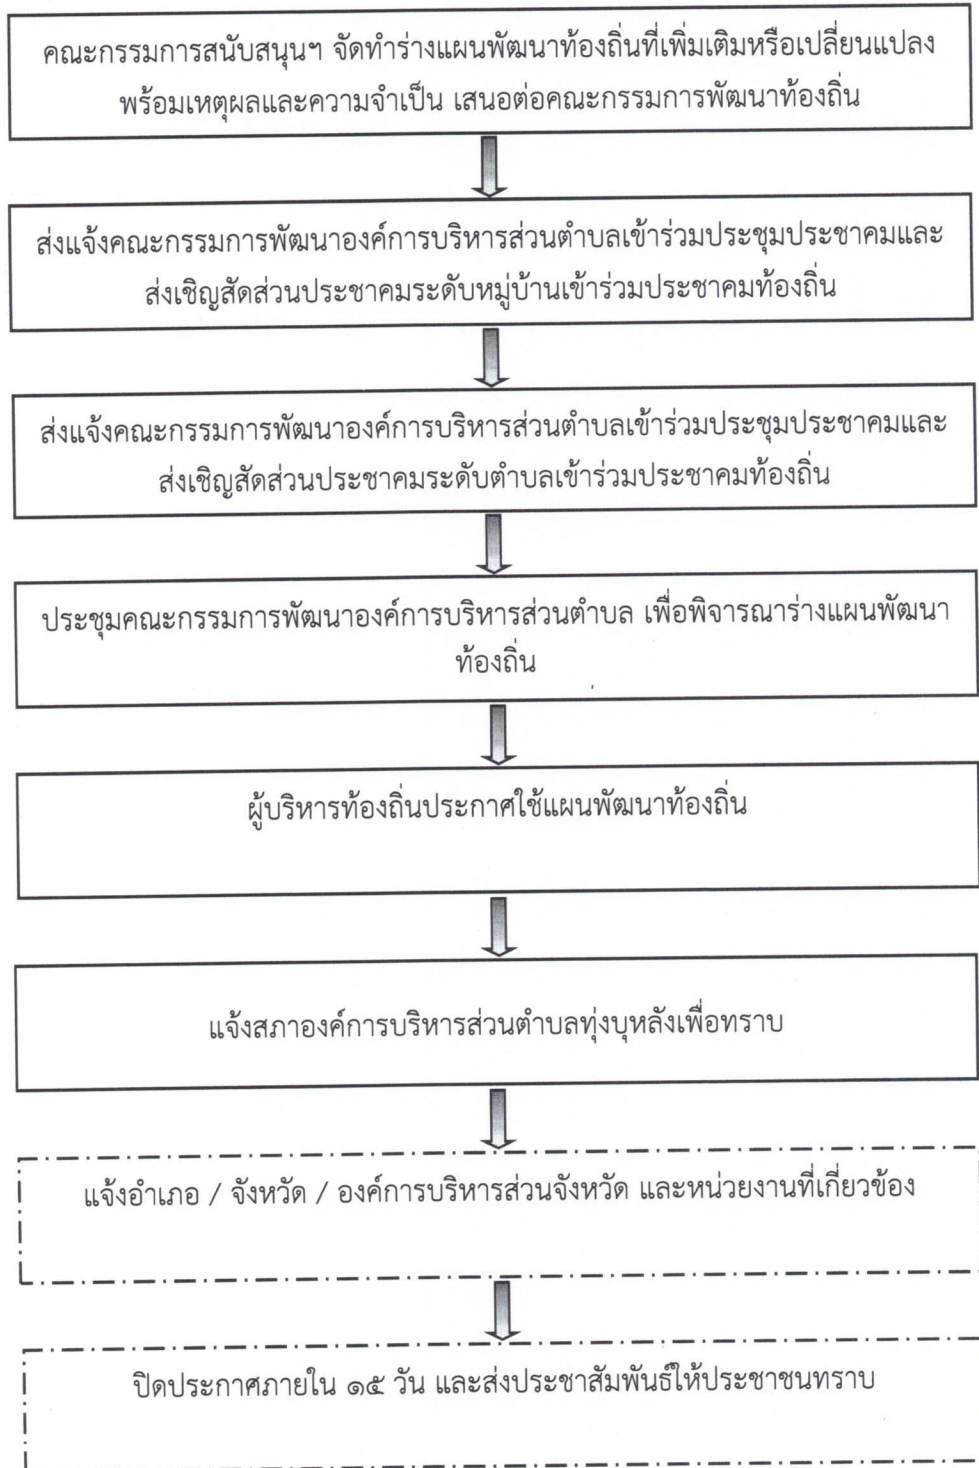 คณะกรรมการสนับสนุนฯ จัดทำร่างแผนพัฒนาท้องถิ่นที่เพิ่มเติมหรือเปลี่ยนแปลง
พร้อมเหตุผลและความจำเป็น เสนอต่อคณะกรรมการพัฒนาท้องถิ่น
ส่งแจ้งคณะกรรมการพัฒนาองค์การบริหารส่วนตำบลเข้าร่วมประชุมประชาคมและ
ส่งเชิญสัดส่วนประชาคมระดับหมู่บ้านเข้าร่วมประชาคมท้องถิ่น
ส่งแจ้งคณะกรรมการพัฒนาองค์การบริหารส่วนตำบลเข้าร่วมประชุมประชาคมและ
ส่งเชิญสัดส่วนประชาคมระดับตำบลเข้าร่วมประชาคมท้องถิ่น
ประชุมคณะกรรมการพัฒนาองค์การบริหารส่วนตำบล เพื่อพิจารณาร่างแผนพัฒนา
ท้องถิ่น
ผู้บริหารท้องถิ่นประกาศใช้แผนพัฒนาท้องถิ่น
แจ้งสภาองค์การบริหารส่วนตำบลทุ่งบุหลังเพื่อทราบ
แจ้งอำเภอ / จังหวัด / องค์การบริหารส่วนจังหวัด และหน่วยงานที่เกี่ยวข้อง
ปิดประกาศภายใน ๑๕ วัน และส่งประชาสัมพันธ์ให้ประชาชนทราบ